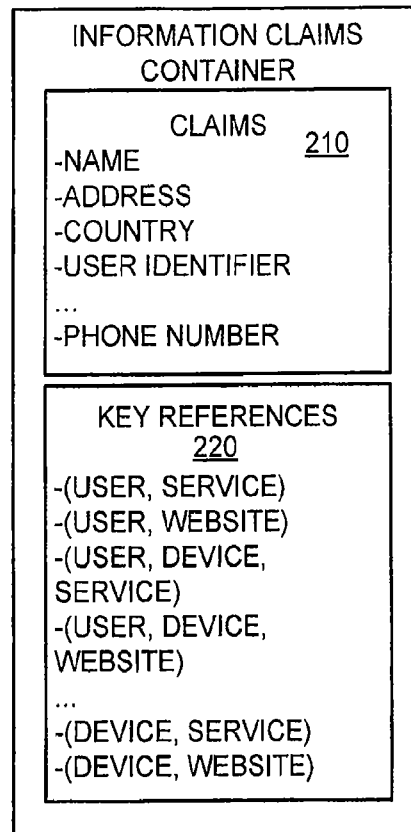 INFORMATION CLAIMS
CONTAINER
CLAIMS
210
-NAME
-ADDRESS
-COUNTRY
-USER IDENTIFIER
...
-PHONE NUMBER
KEY REFERENCES
220
-(USER, SERVICE)
-(USER, WEBSITE)
-(USER, DEVICE,
SERVICE)
-(USER, DEVICE,
WEBSITE)
...
-(DEVICE, SERVICE)
-(DEVICE, WEBSITE)